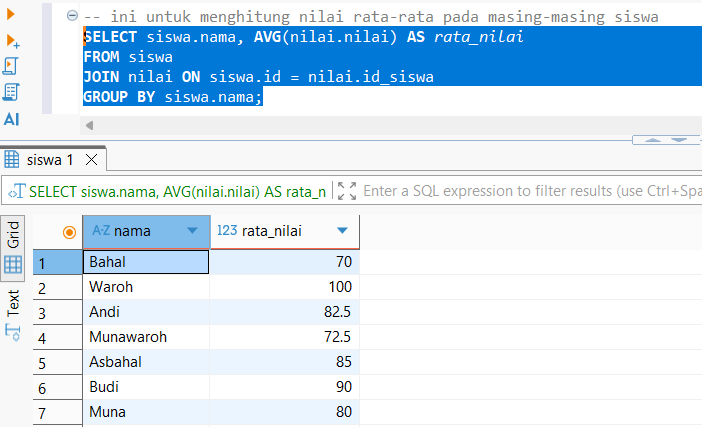 -- ini untuk menghitung nilai rata-rata pada masing-masing siswa
SELECT siswa.nama, AVG(nilai.nilai) AS rata_nilai
FROM siswa
JOIN nilai ON siswa.id = nilai.id_siswa
GROUP BY siswa.nama;
AI
siswa 1
SELECT siswa.nama, AVG(nilai.nilai) AS rata_n
Enter a SQL expression to filter results (use Ctrl+Spa
Grid
Text
A-Z nama 123 rata_nilai
1 Bahal 70
2 Waroh 100
3 Andi 82.5
4 Munawaroh 72.5
5 Asbahal 85
6 Budi 90
7 Muna 80